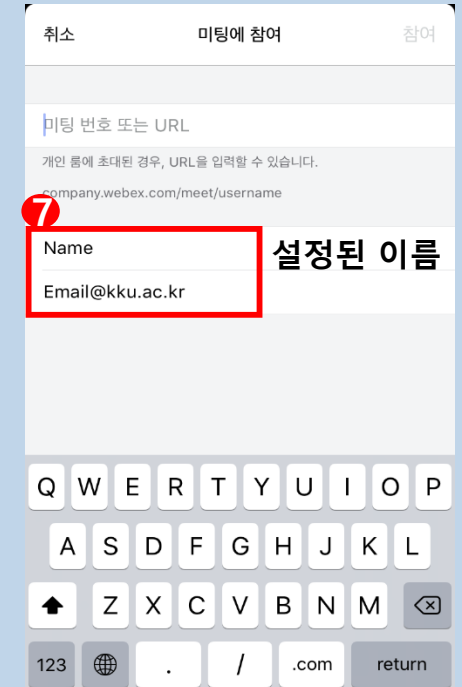 취소 미팅에 참여 참여
미팅 번호 또는 URL
개인 룸에 초대된 경우, URL을 입력할 수 있습니다.
company.webex.com/meet/username
7
Name 설정된 이름
Email@kku.ac.kr
Q W E R T Y U I O P
A S D F G H J K L
Z X C V B N M
123 . / .com return